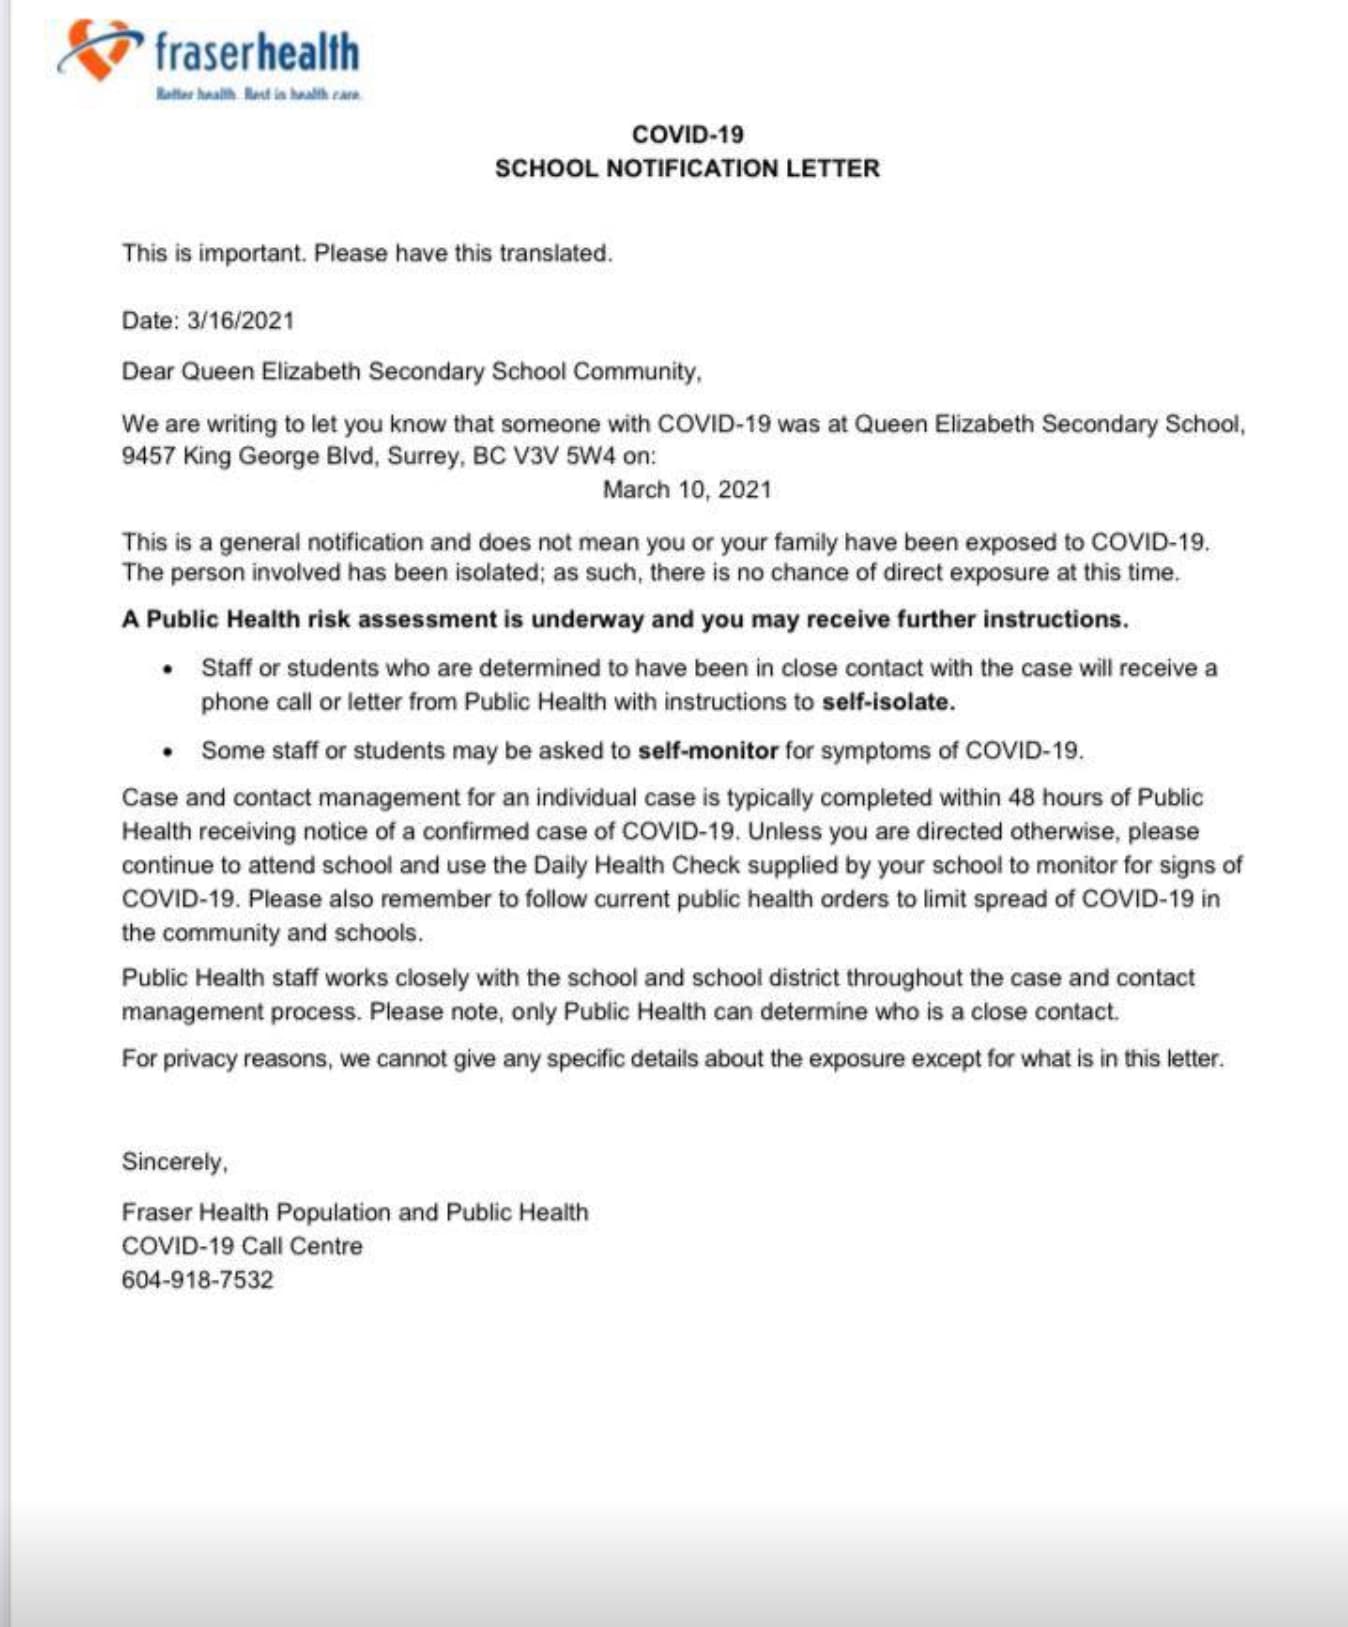 fraserhealth
Better health. Best in health care.
COVID-19
SCHOOL NOTIFICATION LETTER
This is important. Please have this translated.
Date: 3/16/2021
Dear Queen Elizabeth Secondary School Community,
We are writing to let you know that someone with COVID-19 was at Queen Elizabeth Secondary School,
9457 King George Blvd, Surrey, BC V3V 5W4 on:
March 10, 2021
This is a general notification and does not mean you or your family have been exposed to COVID-19.
The person involved has been isolated; as such, there is no chance of direct exposure at this time.
A Public Health risk assessment is underway and you may receive further instructions.
• Staff or students who are determined to have been in close contact with the case will receive a
phone call or letter from Public Health with instructions to self-isolate.
• Some staff or students may be asked to self-monitor for symptoms of COVID-19.
Case and contact management for an individual case is typically completed within 48 hours of Public
Health receiving notice of a confirmed case of COVID-19. Unless you are directed otherwise, please
continue to attend school and use the Daily Health Check supplied by your school to monitor for signs of
COVID-19. Please also remember to follow current public health orders to limit spread of COVID-19 in
the community and schools.
Public Health staff works closely with the school and school district throughout the case and contact
management process. Please note, only Public Health can determine who is a close contact.
For privacy reasons, we cannot give any specific details about the exposure except for what is in this letter.
Sincerely,
Fraser Health Population and Public Health
COVID-19 Call Centre
604-918-7532